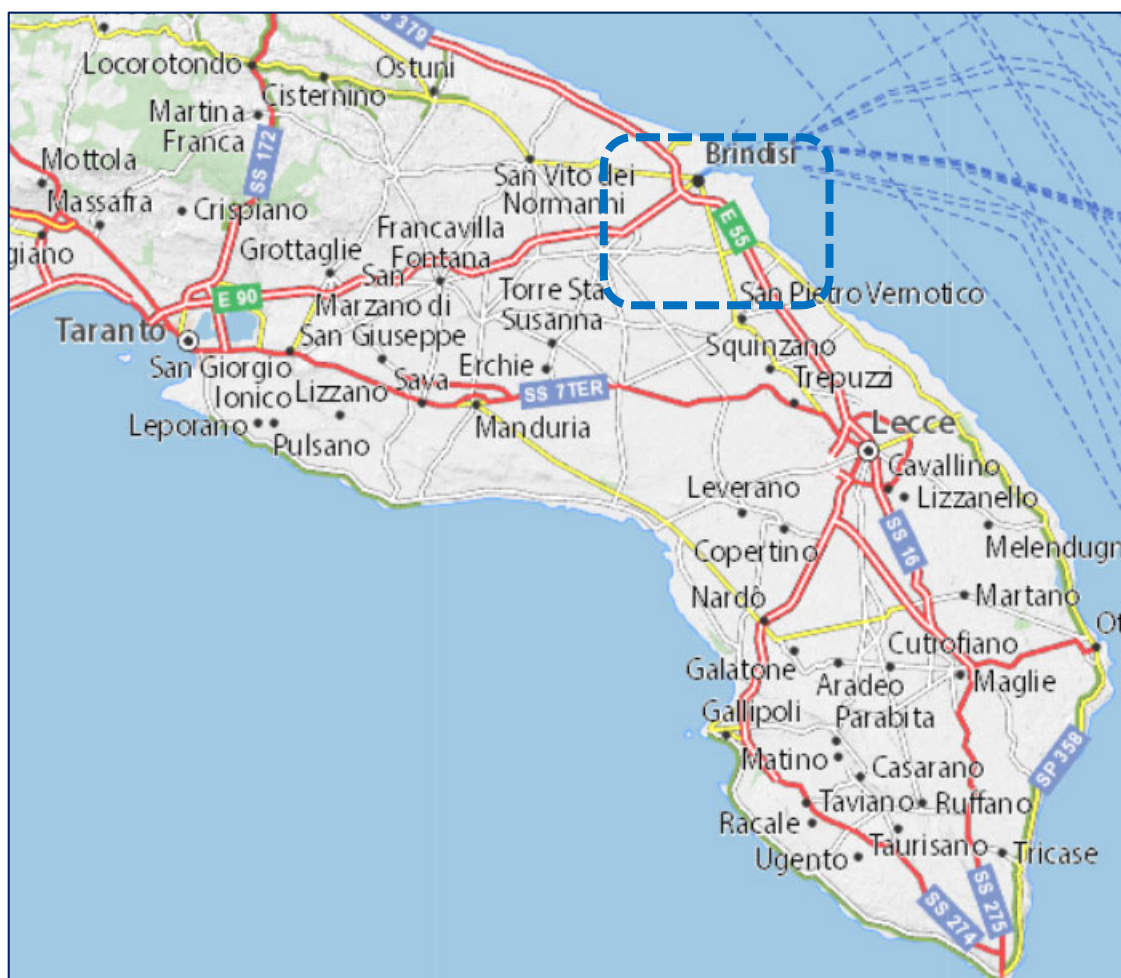 SS 379
Locorotondo
Ostuni
Cisternino
Martina
Franca
SS 172
Mottola
Massafra
Crispiano
giano
Brindisi
San Vito dei
Normanni
E 55
Grottaglie
Francavilla
Fontana
San
Marzano di
San Giuseppe
E 90
Taranto
Torre Sta
Susanna
San Pietro Vernotico
Squinzano
Trepuzzi
San Giorgio
Ionico
Lizzano
Sava
Erchie
SS 7TER
Leporano
Pulsano
Manduria
Lecce
Cavallino
Lizzanello
Leverano
Copertino
SS 16
Melendugn
Nardò
Martano
Ot
Cutrofiano
Galatone
Aradeo
Maglie
Gallipoli
Parabita
Matino
Casarano
SP 358
Taviano
Ruffano
Racale
Taurisano
Tricase
Ugento
SS 274
SS 275